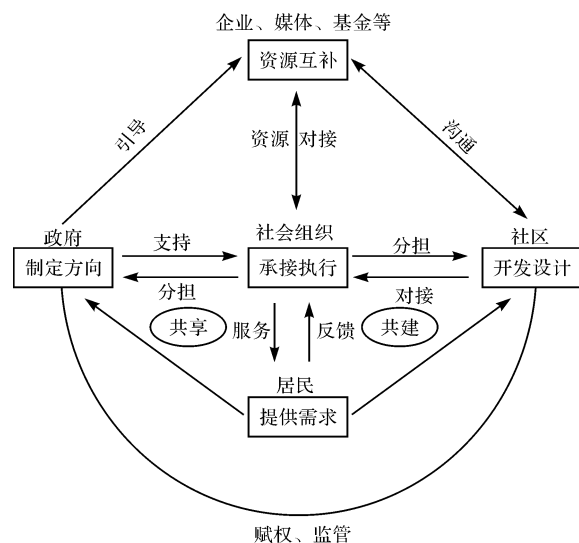 企业、媒体、基金等
资源互补
引导
资源 对接
沟通
政府
社会组织
社区
制定方向
支持
承接执行
分担
开发设计
分担
对接
共享
服务
反馈
共建
居民
提供需求
赋权、监管